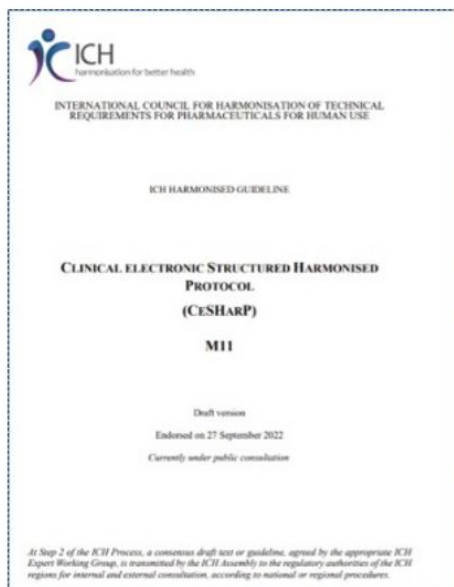 ICH
harmonisation for better health
INTERNATIONAL COUNCIL FOR HARMONISATION OF TECHNICAL
REQUIREMENTS FOR PHARMACEUTICALS FOR HUMAN USE
ICH HARMONISED GUIDELINE
CLINICAL ELECTRONIC STRUCTURED HARMONISED
PROTOCOL
(CESHARP)
M11
Draft version
Endorsed on 27 September 2022
Currently under public consultation
At Step 2 of the ICH Process, a consensus draft text or guideline, agreed by the appropriate ICH
Expert Working Group, is transmitted by the ICH Assembly to the regulatory authorities of the ICH
regions for internal and external consultation, according to national or regional procedures.